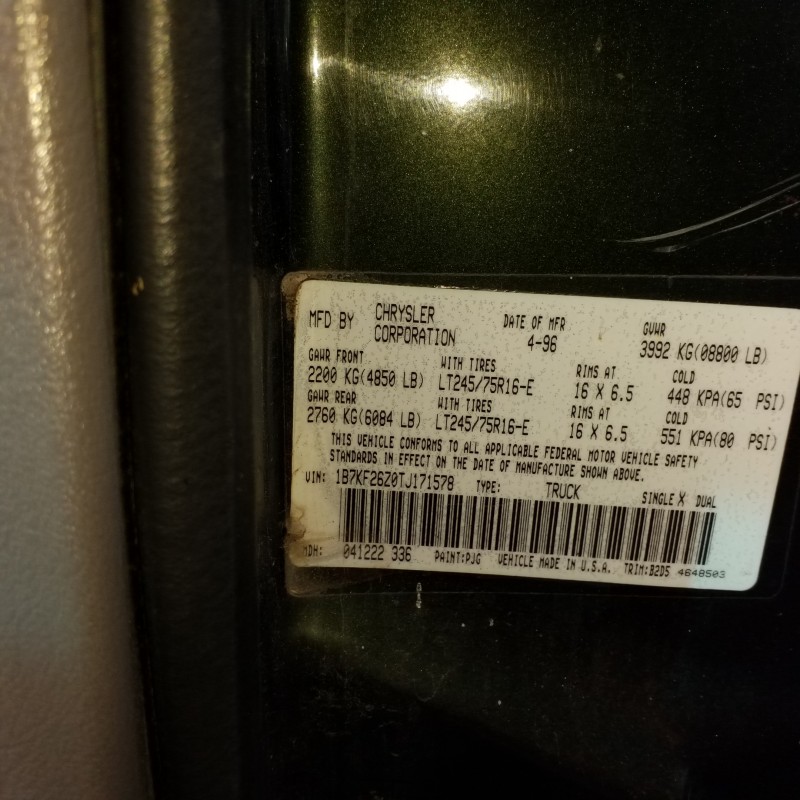 MFD BY CHRYSLER CORPORATION DATE OF MFR 4-96 GVWR 3992 KG(08800 LB)
GAWR FRONT WITH TIRES RIMS AT COLD
2200 KG(4850 LB) LT245/75R16-E 16 X 6.5 448 KPA(65 PSI)
GAWR REAR WITH TIRES RIMS AT COLD
2760 KG(6084 LB) LT245/75R16-E 16 X 6.5 551 KPA(80 PSI)
THIS VEHICLE CONFORMS TO ALL APPLICABLE FEDERAL MOTOR VEHICLE SAFETY
STANDARDS IN EFFECT ON THE DATE OF MANUFACTURE SHOWN ABOVE.
VIN: 1B7KF26Z0TJ171578 TYPE: TRUCK SINGLE X DUAL
MDH: 041222 336 PAINT:PJG VEHICLE MADE IN U.S.A. TRIM:B2D5 4648503